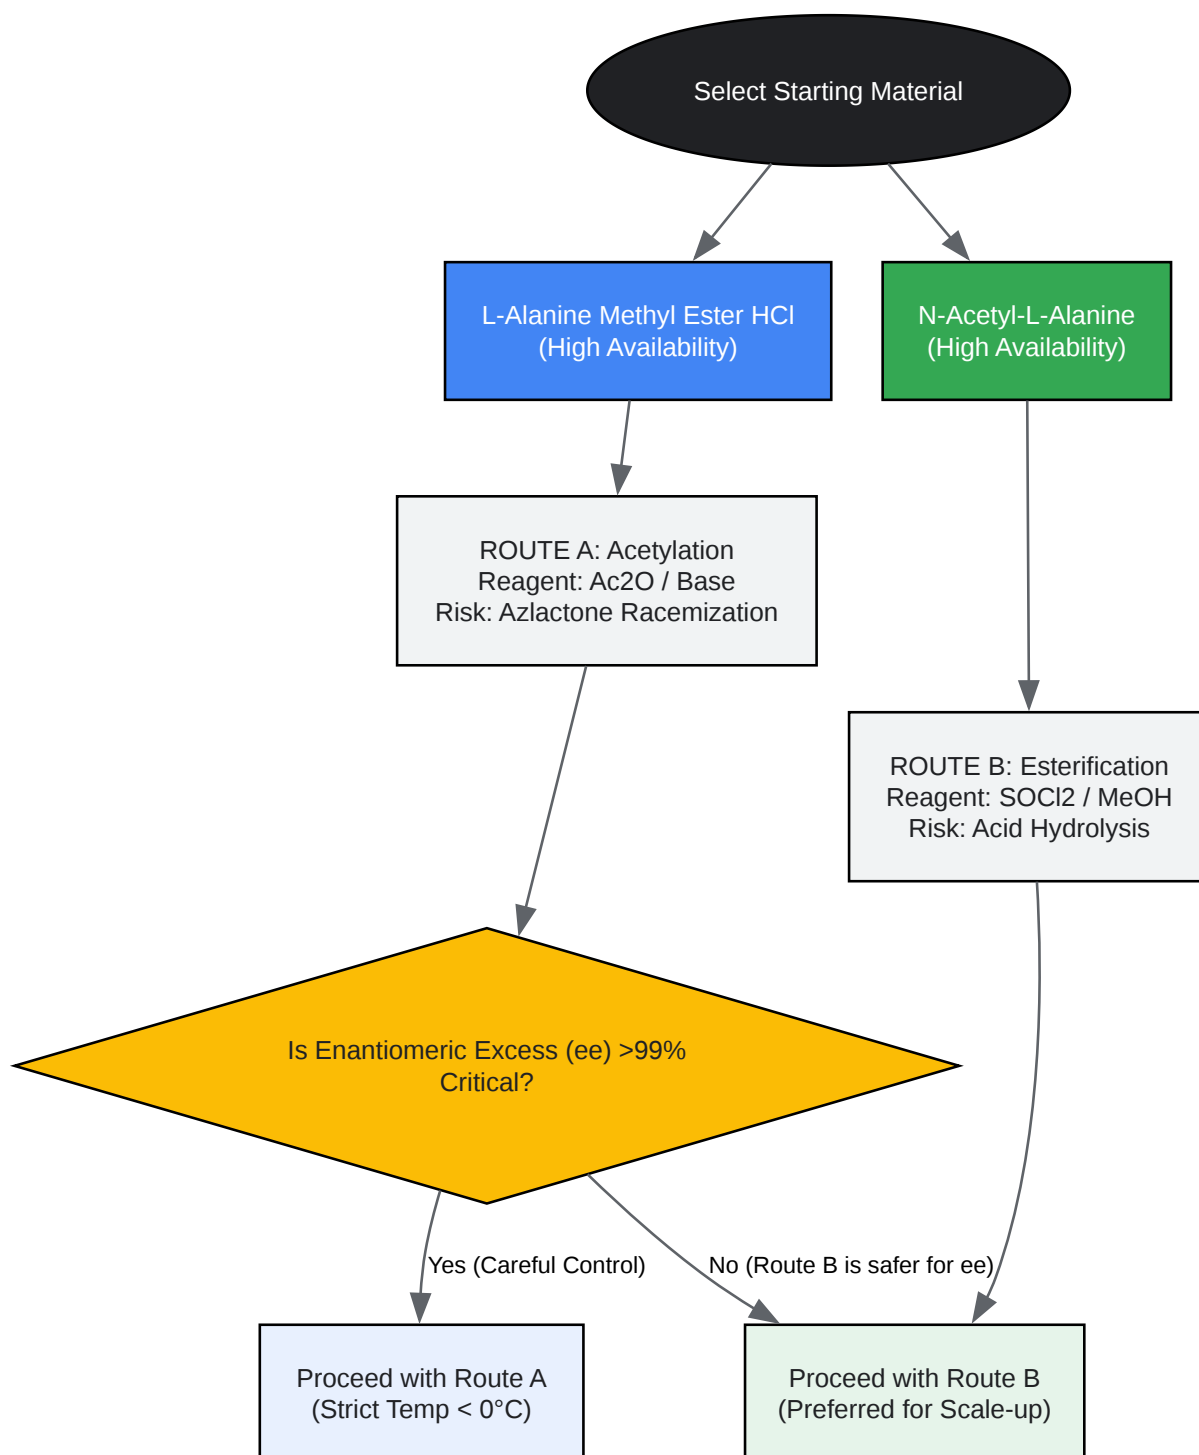 Select Starting Material
L-Alanine Methyl Ester HCl
(High Availability)
N-Acetyl-L-Alanine
(High Availability)
ROUTE A: Acetylation
Reagent: Ac2O / Base
Risk: Azlactone Racemization
ROUTE B: Esterification
Reagent: SOCl2 / MeOH
Risk: Acid Hydrolysis
Is Enantiomeric Excess (ee) >99%
Critical?
Yes (Careful Control)
No (Route B is safer for ee)
Proceed with Route A
(Strict Temp < 0°C)
Proceed with Route B
(Preferred for Scale-up)